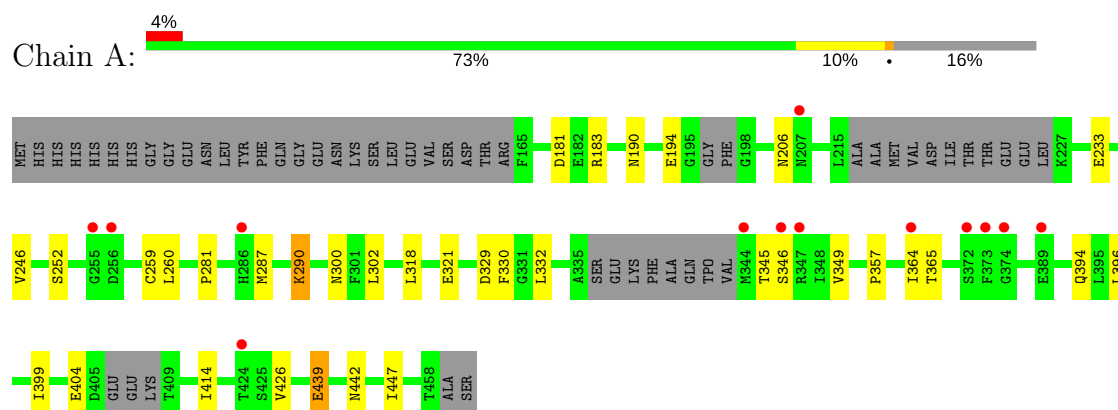 4%
Chain A:
73% 10% • 16%
MET HIS HIS HIS HIS HIS HIS GLY GLY GLU ASN LEU TYR PHE GLN GLY GLU ASN LYS SER LEU GLU VAL SER ASP THR ARG F165 D181 E182 R183 N190 E194 G195 GLY PHE G198 N206 N207 L215 ALA ALA MET VAL ASP ILE THR THR GLU GLU LEU K227 E233
V246 S252 G255 D256 C259 L260 P281 H286 M287 K290 N300 F301 L302 L318 E321 D329 F330 G331 L332 A335 SER GLU LYS PHE ALA GLN TPO VAL M344 T345 S346 R347 I348 V349 P357 I364 T365 S372 F373 G374 E389 Q394 L395
I399 E404 D405 GLU GLU LYS T409 I414 T424 S425 V426 E439 N442 I447 T458 ALA SER